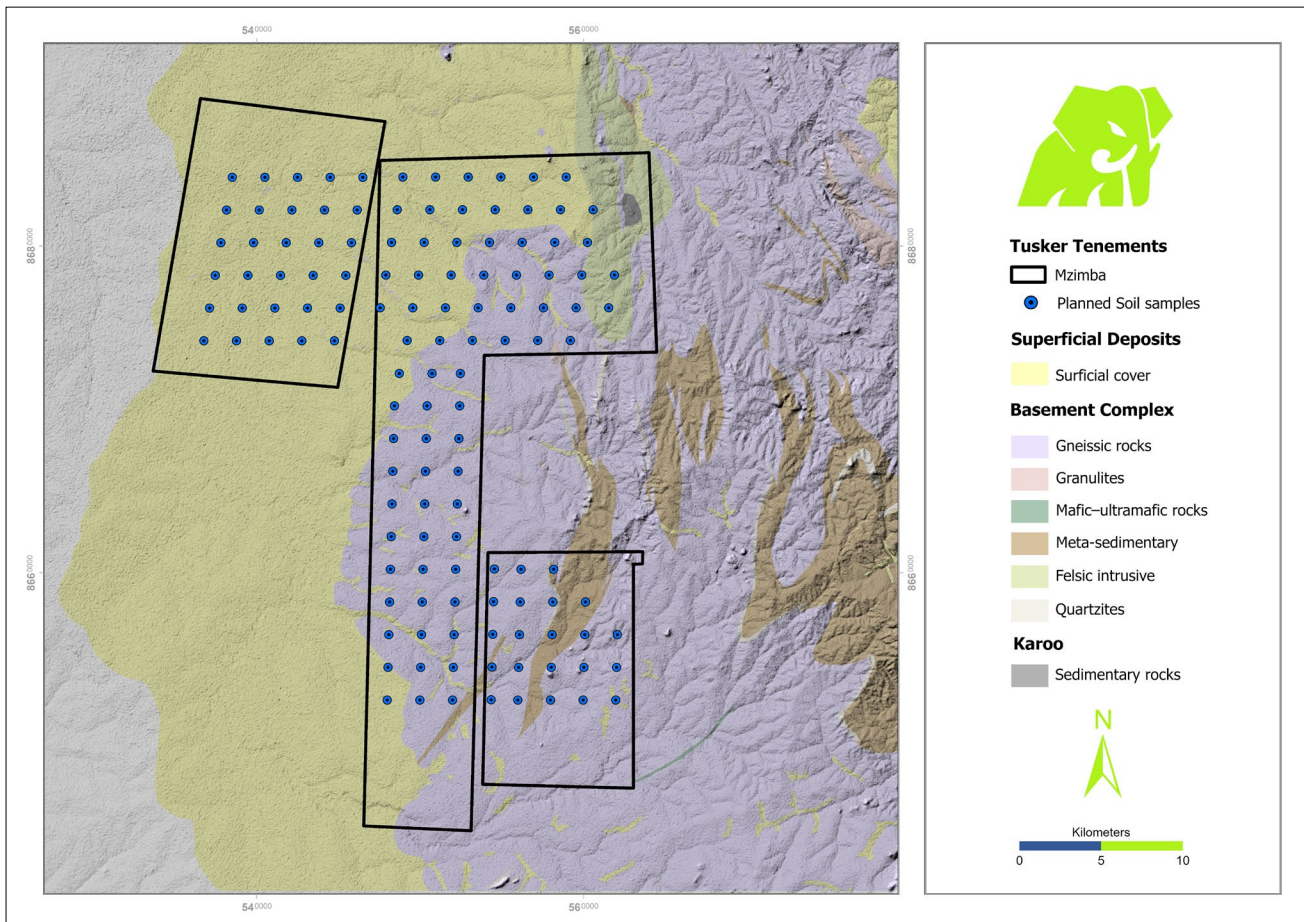 54⁰⁰⁰⁰
56⁰⁰⁰⁰
868⁰⁰⁰⁰
868⁰⁰⁰⁰
866⁰⁰⁰⁰
866⁰⁰⁰⁰
54⁰⁰⁰⁰
56⁰⁰⁰⁰
Tusker Tenements
Mzimba
Planned Soil samples
Superficial Deposits
Surficial cover
Basement Complex
Gneissic rocks
Granulites
Mafic–ultramafic rocks
Meta-sedimentary
Felsic intrusive
Quartzites
Karoo
Sedimentary rocks
N
Kilometers
0 5 10